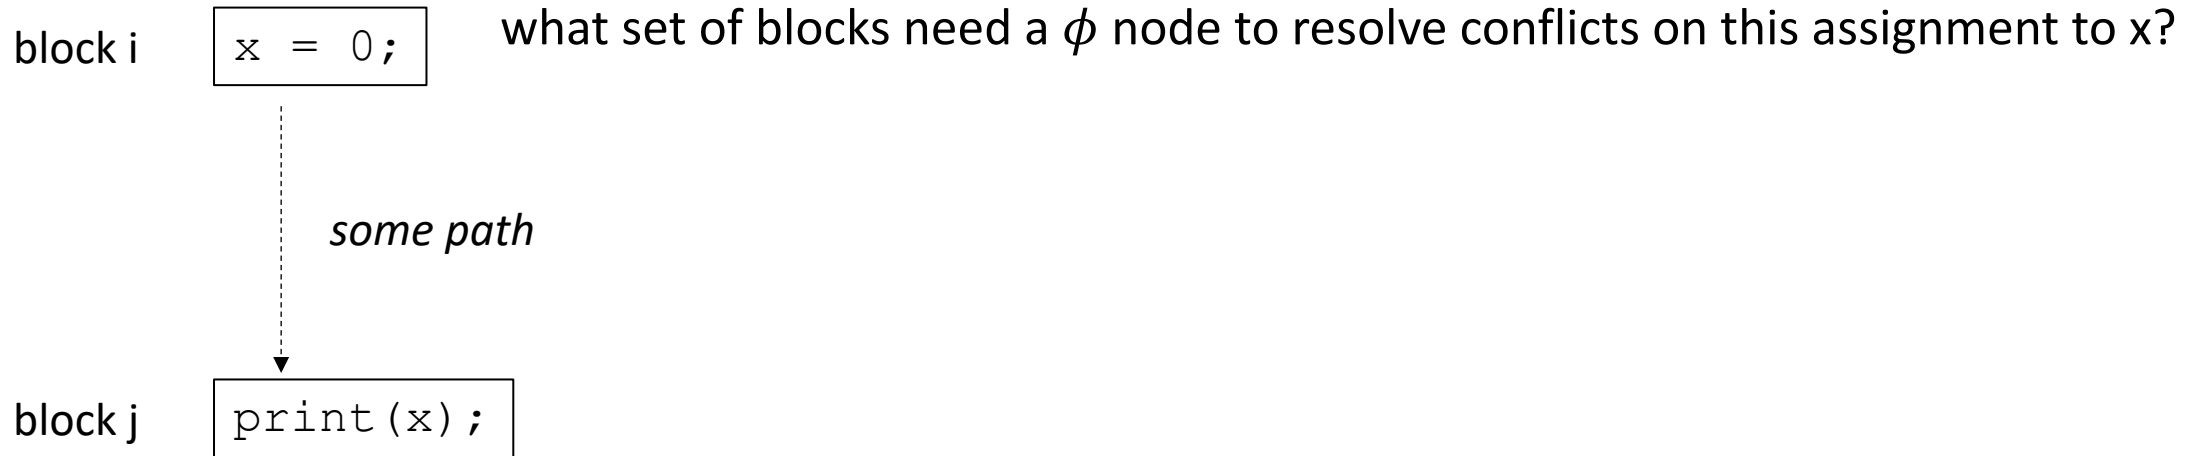 block i
x = 0;
what set of blocks need a ϕ node to resolve conflicts on this assignment to x?
some path
block j
print(x);